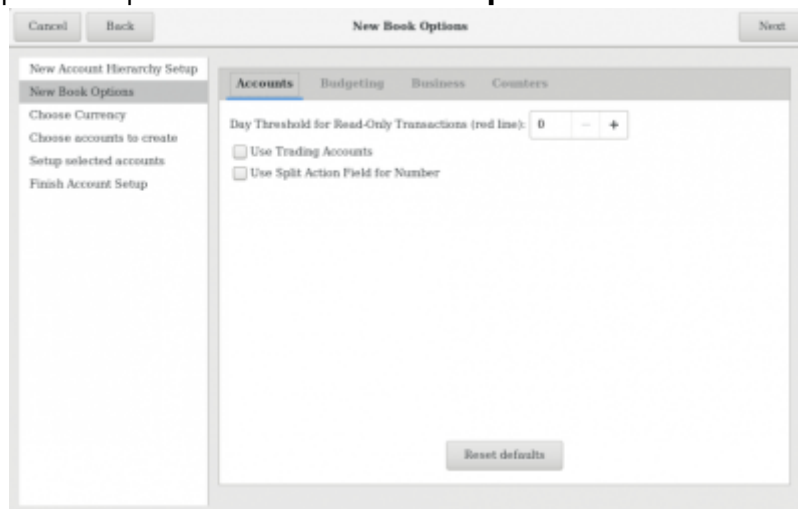 Cancel Back New Book Options Next
New Account Hierarchy Setup
New Book Options
Choose Currency
Choose accounts to create
Setup selected accounts
Finish Account Setup
Accounts Budgeting Business Counters
Day Threshold for Read-Only Transactions (red line): 0 − +
Use Trading Accounts
Use Split Action Field for Number
Reset defaults